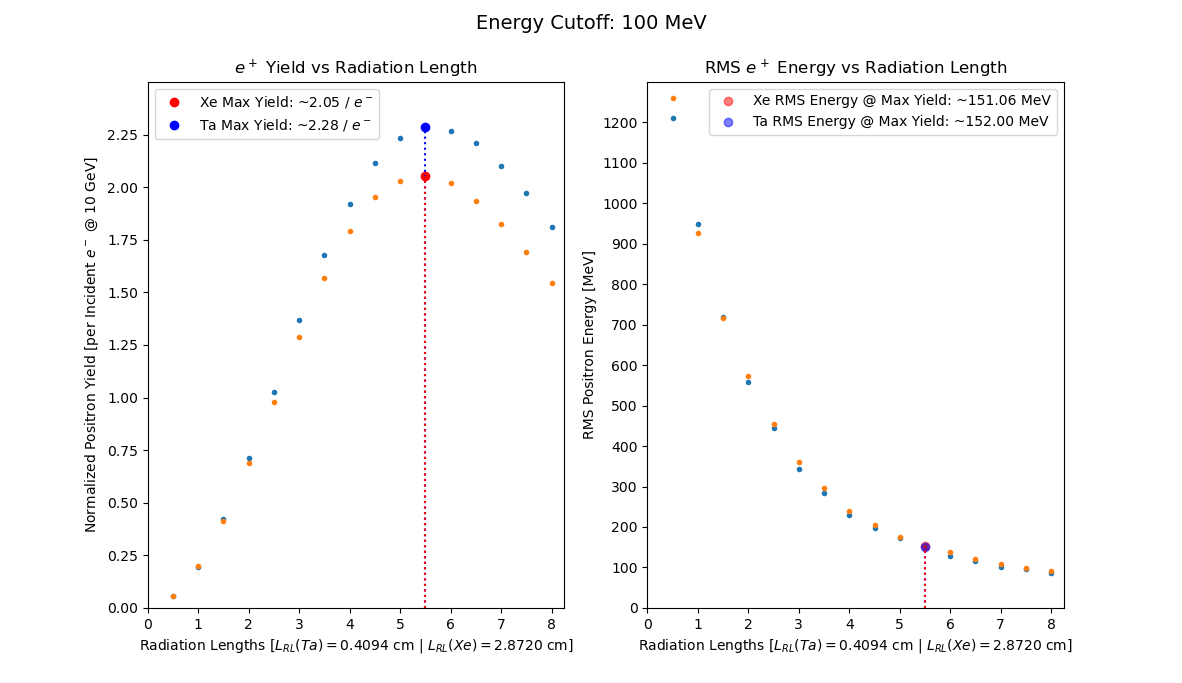 Energy Cutoff: 100 MeV
e⁺ Yield vs Radiation Length
Xe Max Yield: ~2.05 / e⁻
Ta Max Yield: ~2.28 / e⁻
Normalized Positron Yield [per Incident e⁻ @ 10 GeV]
2.25
2.00
1.75
1.50
1.25
1.00
0.75
0.50
0.25
0.00
0 1 2 3 4 5 6 7 8
Radiation Lengths [L_RL(Ta) = 0.4094 cm | L_RL(Xe) = 2.8720 cm]
RMS e⁺ Energy vs Radiation Length
Xe RMS Energy @ Max Yield: ~151.06 MeV
Ta RMS Energy @ Max Yield: ~152.00 MeV
RMS Positron Energy [MeV]
1200
1100
1000
900
800
700
600
500
400
300
200
100
0
0 1 2 3 4 5 6 7 8
Radiation Lengths [L_RL(Ta) = 0.4094 cm | L_RL(Xe) = 2.8720 cm]